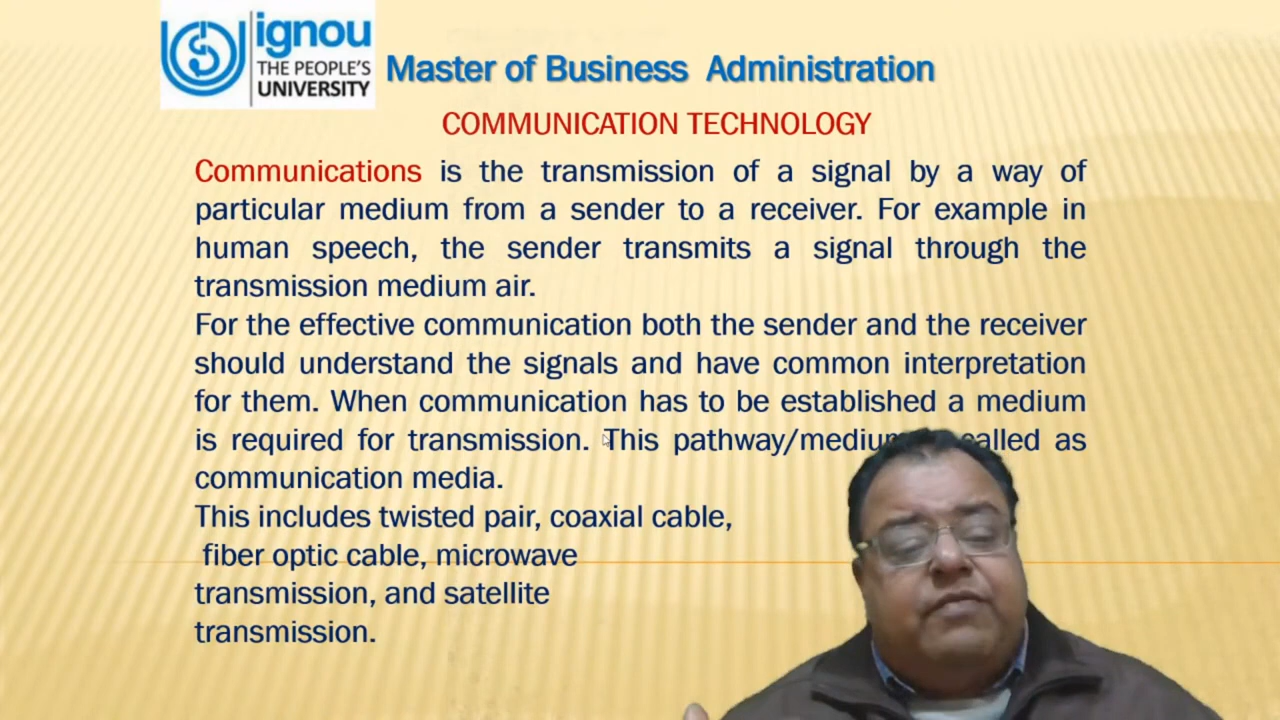 ignou
THE PEOPLE'S
UNIVERSITY
Master of Business Administration
COMMUNICATION TECHNOLOGY
Communications is the transmission of a signal by a way of
particular medium from a sender to a receiver. For example in
human speech, the sender transmits a signal through the
transmission medium air.
For the effective communication both the sender and the receiver
should understand the signals and have common interpretation
for them. When communication has to be established a medium
is required for transmission. This pathway/medium called as
communication media.
This includes twisted pair, coaxial cable,
fiber optic cable, microwave
transmission, and satellite
transmission.